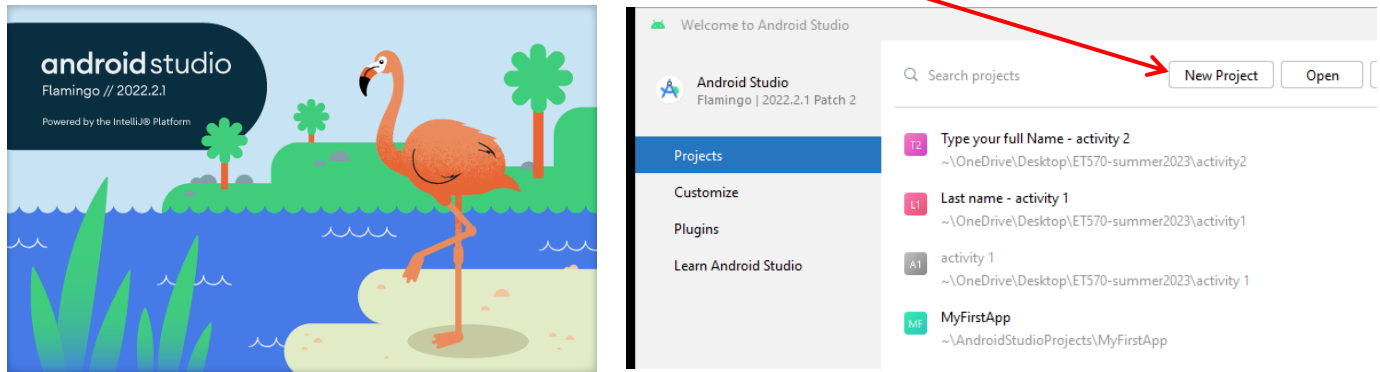 android studio
Flamingo // 2022.2.1
Powered by the IntelliJ® Platform
Welcome to Android Studio
Android Studio
Flamingo | 2022.2.1 Patch 2
Search projects
New Project
Open
Projects
Customize
Plugins
Learn Android Studio
T2
Type your full Name - activity 2
~\OneDrive\Desktop\ET570-summer2023\activity2
L1
Last name - activity 1
~\OneDrive\Desktop\ET570-summer2023\activity1
A1
activity 1
~\OneDrive\Desktop\ET570-summer2023\activity 1
MF
MyFirstApp
~\AndroidStudioProjects\MyFirstApp